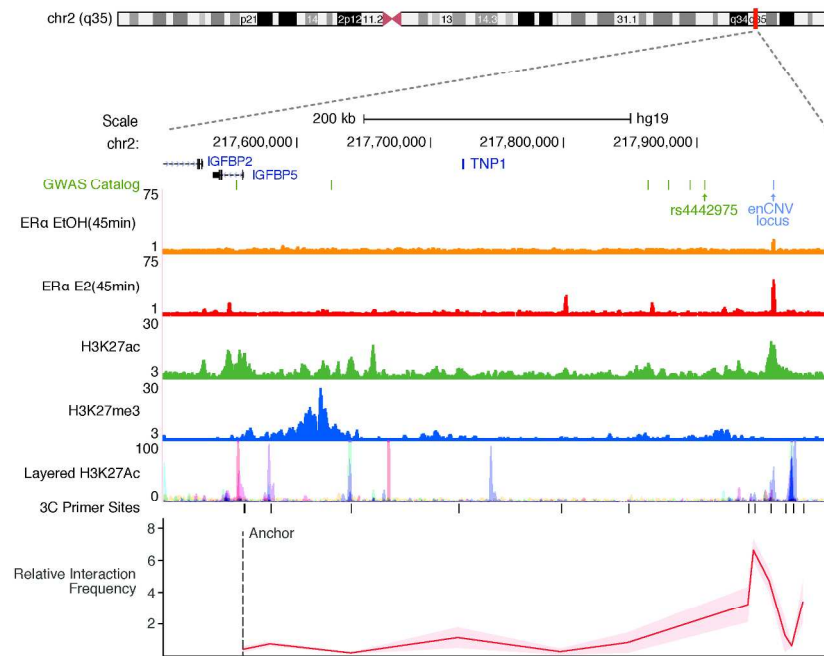 chr2 (q35) p21 14 2p12 11.2 13 14.3 31.1 q34 q35
Scale 200 kb hg19
chr2: 217,600,000 217,700,000 217,800,000 217,900,000
IGFBP2 TNP1
IGFBP5
GWAS Catalog
75 rs4442975 enCNV
locus
ERα EtOH(45min)
1
75
ERα E2(45min)
1
30
H3K27ac
3
30
H3K27me3
3
100
Layered H3K27Ac
0
3C Primer Sites
8
Anchor
6
Relative Interaction
Frequency
4
2